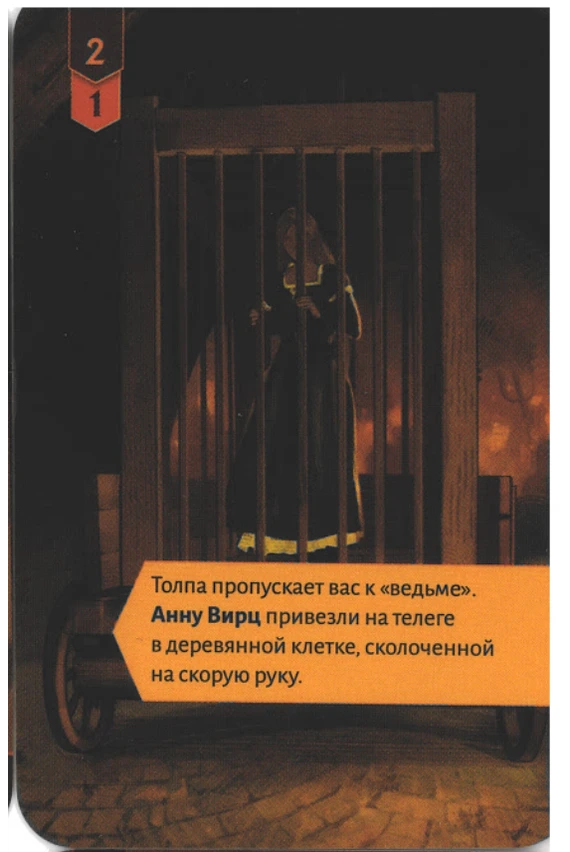 2
1
Толпа пропускает вас к «ведьме».
Анну Вирц привезли на телеге
в деревянной клетке, сколоченной
на скорую руку.